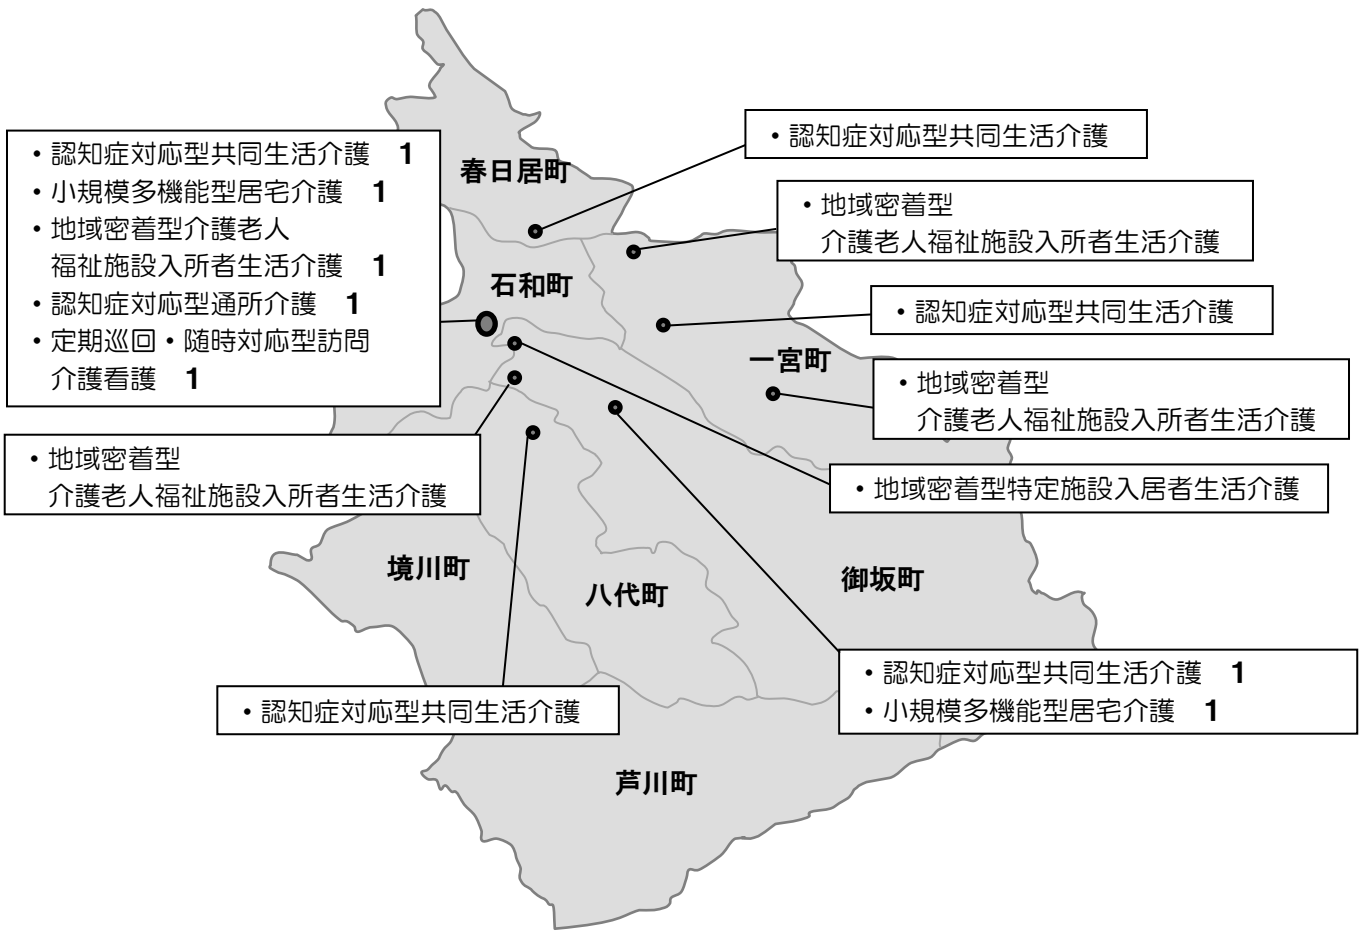 ・認知症対応型共同生活介護 1
・小規模多機能型居宅介護 1
・地域密着型介護老人
福祉施設入所者生活介護 1
・認知症対応型通所介護 1
・定期巡回・随時対応型訪問
介護看護 1
春日居町
・認知症対応型共同生活介護
・地域密着型
介護老人福祉施設入所者生活介護
石和町
・認知症対応型共同生活介護
一宮町
・地域密着型
介護老人福祉施設入所者生活介護
・地域密着型
介護老人福祉施設入所者生活介護
・地域密着型特定施設入居者生活介護
境川町
八代町
御坂町
・認知症対応型共同生活介護 1
・小規模多機能型居宅介護 1
・認知症対応型共同生活介護
芦川町